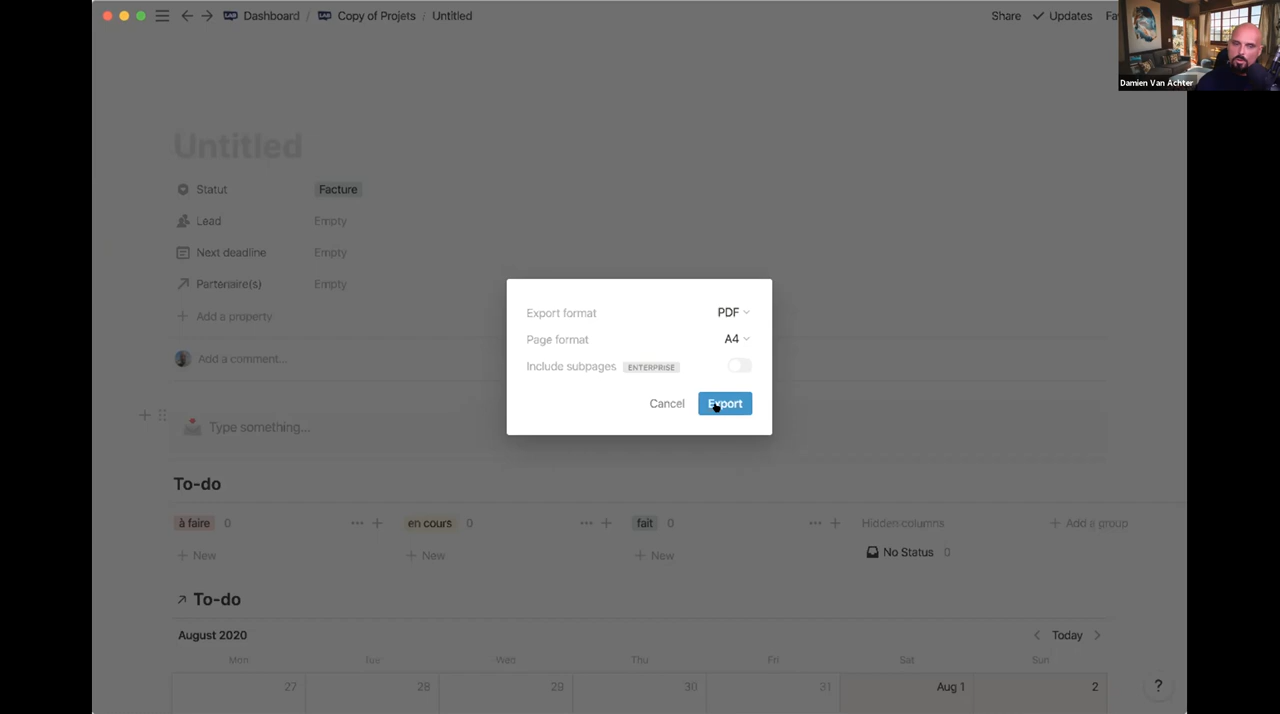 Dashboard / Copy of Projets / Untitled Share Updates Fa
Damien Van Achter
Untitled
Statut Facture
Lead Empty
Next deadline Empty
Partenaire(s) Empty
Add a property
Add a comment...
Export format PDF
Page format A4
Include subpages ENTERPRISE
Cancel Export
Type something...
To-do
à faire 0 en cours 0 fait 0 Hidden columns Add a group
New New New No Status 0
To-do
August 2020 Today
Mon Tue Wed Thu Fri Sat Sun
27 28 29 30 31 Aug 1 2
?